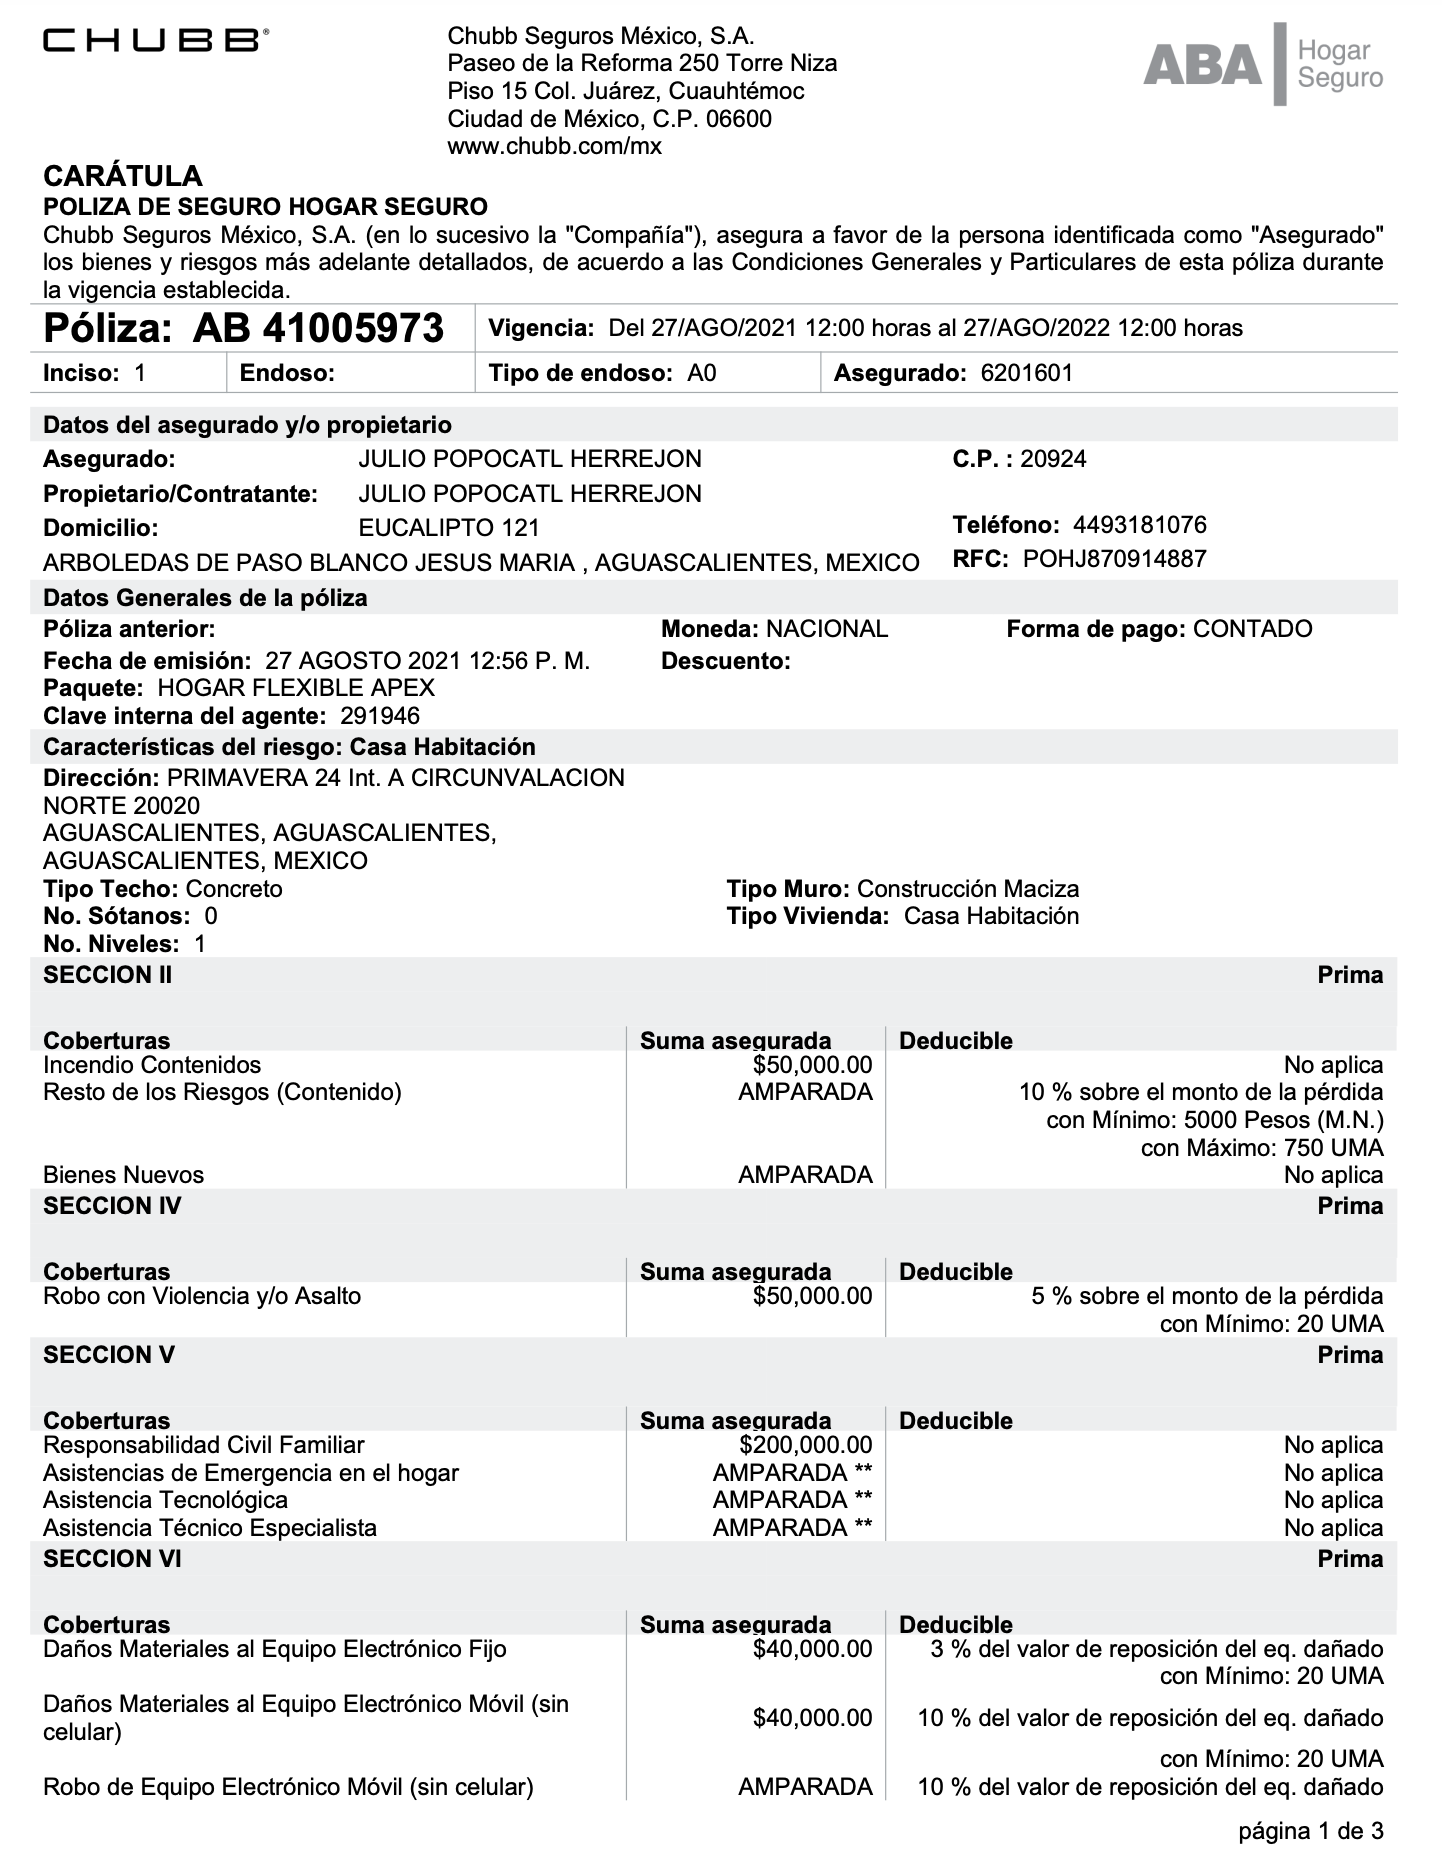 CHUBB®
Chubb Seguros México, S.A.
Paseo de la Reforma 250 Torre Niza
Piso 15 Col. Juárez, Cuauhtémoc
Ciudad de México, C.P. 06600
www.chubb.com/mx
ABA Hogar Seguro
CARÁTULA
POLIZA DE SEGURO HOGAR SEGURO
Chubb Seguros México, S.A. (en lo sucesivo la "Compañía"), asegura a favor de la persona identificada como "Asegurado"
los bienes y riesgos más adelante detallados, de acuerdo a las Condiciones Generales y Particulares de esta póliza durante
la vigencia establecida.
Póliza: AB 41005973 Vigencia: Del 27/AGO/2021 12:00 horas al 27/AGO/2022 12:00 horas
Inciso: 1 Endoso: Tipo de endoso: A0 Asegurado: 6201601
Datos del asegurado y/o propietario
Asegurado: JULIO POPOCATL HERREJON C.P. : 20924
Propietario/Contratante: JULIO POPOCATL HERREJON
Domicilio: EUCALIPTO 121 Teléfono: 4493181076
ARBOLEDAS DE PASO BLANCO JESUS MARIA , AGUASCALIENTES, MEXICO RFC: POHJ870914887
Datos Generales de la póliza
Póliza anterior: Moneda: NACIONAL Forma de pago: CONTADO
Fecha de emisión: 27 AGOSTO 2021 12:56 P. M. Descuento:
Paquete: HOGAR FLEXIBLE APEX
Clave interna del agente: 291946
Características del riesgo: Casa Habitación
Dirección: PRIMAVERA 24 Int. A CIRCUNVALACION
NORTE 20020
AGUASCALIENTES, AGUASCALIENTES,
AGUASCALIENTES, MEXICO
Tipo Techo: Concreto Tipo Muro: Construcción Maciza
No. Sótanos: 0 Tipo Vivienda: Casa Habitación
No. Niveles: 1
SECCION II Prima
Coberturas Suma asegurada Deducible
Incendio Contenidos $50,000.00 No aplica
Resto de los Riesgos (Contenido) AMPARADA 10 % sobre el monto de la pérdida
con Mínimo: 5000 Pesos (M.N.)
con Máximo: 750 UMA
Bienes Nuevos AMPARADA No aplica
SECCION IV Prima
Coberturas Suma asegurada Deducible
Robo con Violencia y/o Asalto $50,000.00 5 % sobre el monto de la pérdida
con Mínimo: 20 UMA
SECCION V Prima
Coberturas Suma asegurada Deducible
Responsabilidad Civil Familiar $200,000.00 No aplica
Asistencias de Emergencia en el hogar AMPARADA ** No aplica
Asistencia Tecnológica AMPARADA ** No aplica
Asistencia Técnico Especialista AMPARADA ** No aplica
SECCION VI Prima
Coberturas Suma asegurada Deducible
Daños Materiales al Equipo Electrónico Fijo $40,000.00 3 % del valor de reposición del eq. dañado
con Mínimo: 20 UMA
Daños Materiales al Equipo Electrónico Móvil (sin
celular) $40,000.00 10 % del valor de reposición del eq. dañado
con Mínimo: 20 UMA
Robo de Equipo Electrónico Móvil (sin celular) AMPARADA 10 % del valor de reposición del eq. dañado
página 1 de 3